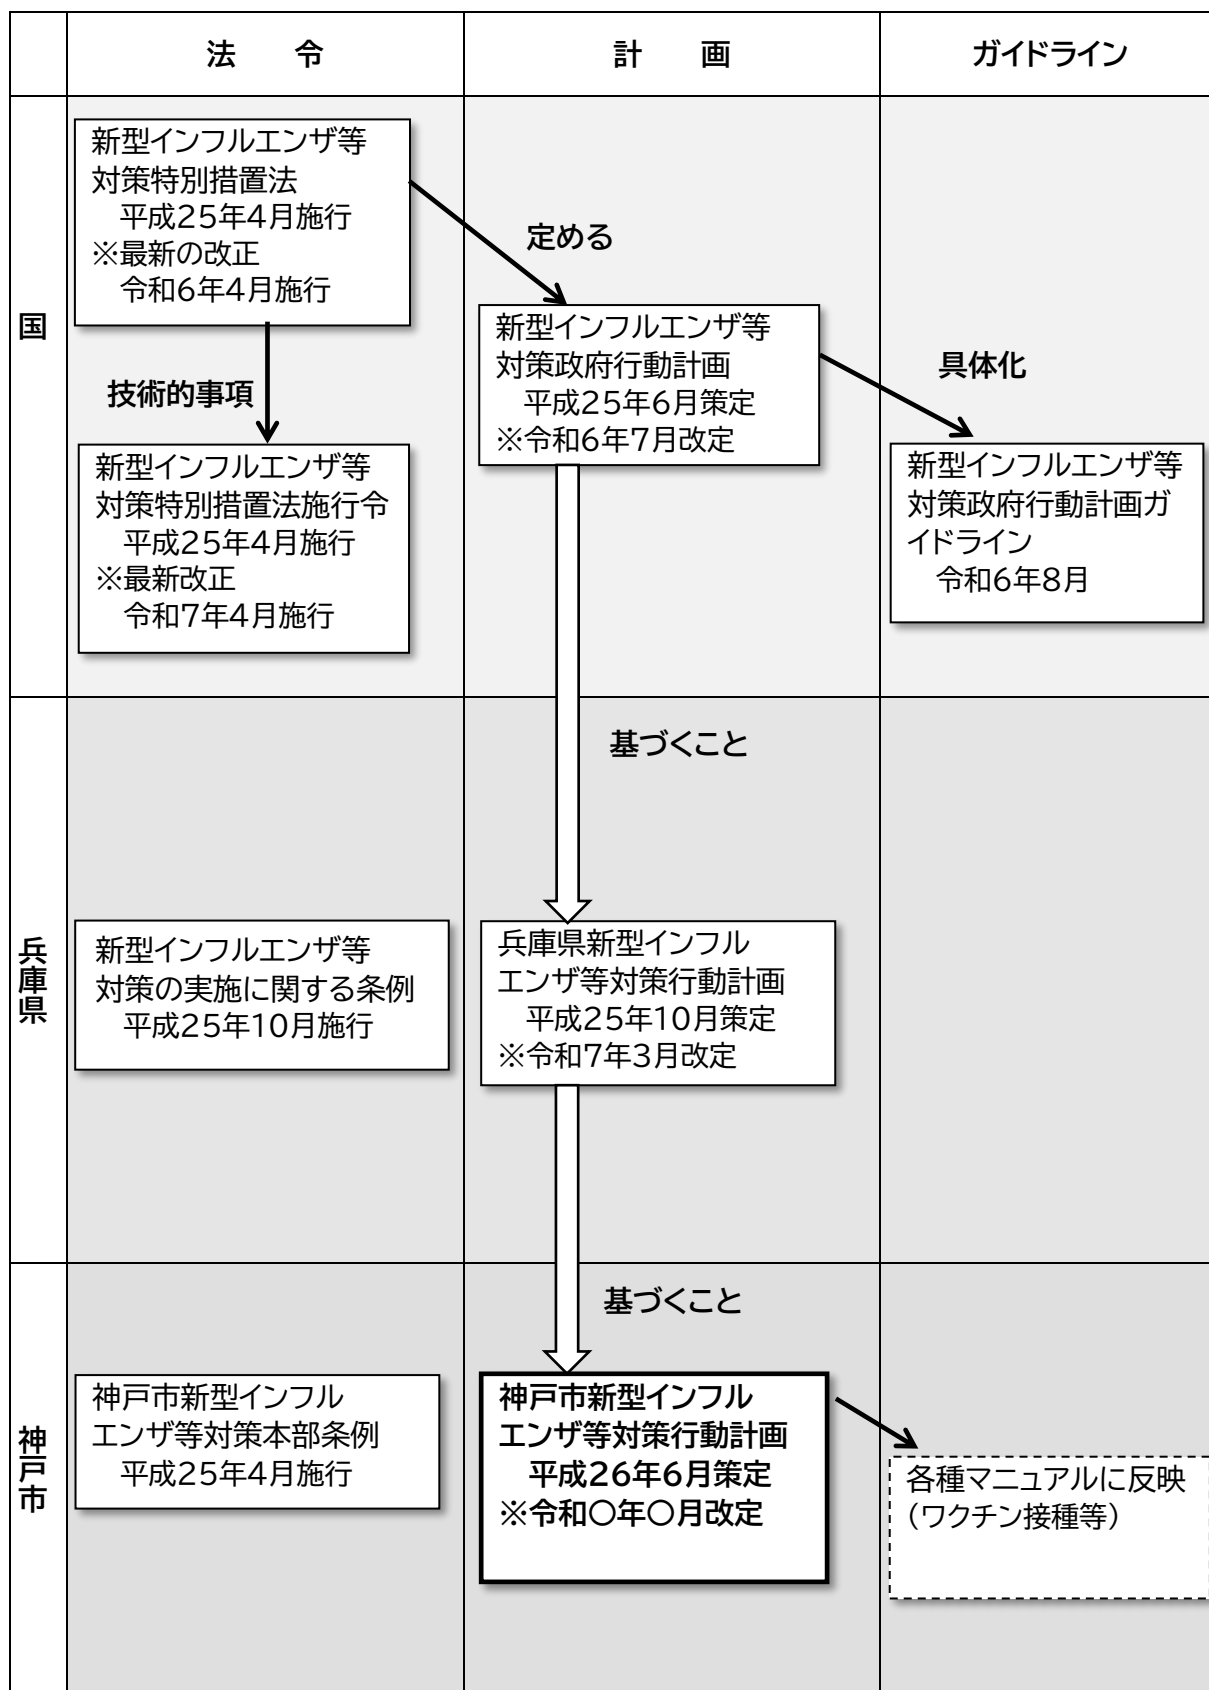 法　　令
計　　画
ガイドライン
国
新型インフルエンザ等
対策特別措置法
平成25年4月施行
※最新の改正
令和6年4月施行
定める
技術的事項
新型インフルエンザ等
対策政府行動計画
平成25年6月策定
※令和6年7月改定
具体化
新型インフルエンザ等
対策特別措置法施行令
平成25年4月施行
※最新改正
令和7年4月施行
新型インフルエンザ等
対策政府行動計画ガ
イドライン
令和6年8月
兵庫県
基づくこと
新型インフルエンザ等
対策の実施に関する条例
平成25年10月施行
兵庫県新型インフル
エンザ等対策行動計画
平成25年10月策定
※令和7年3月改定
神戸市
基づくこと
神戸市新型インフル
エンザ等対策本部条例
平成25年4月施行
神戸市新型インフル
エンザ等対策行動計画
平成26年6月策定
※令和〇年〇月改定
各種マニュアルに反映
（ワクチン接種等）